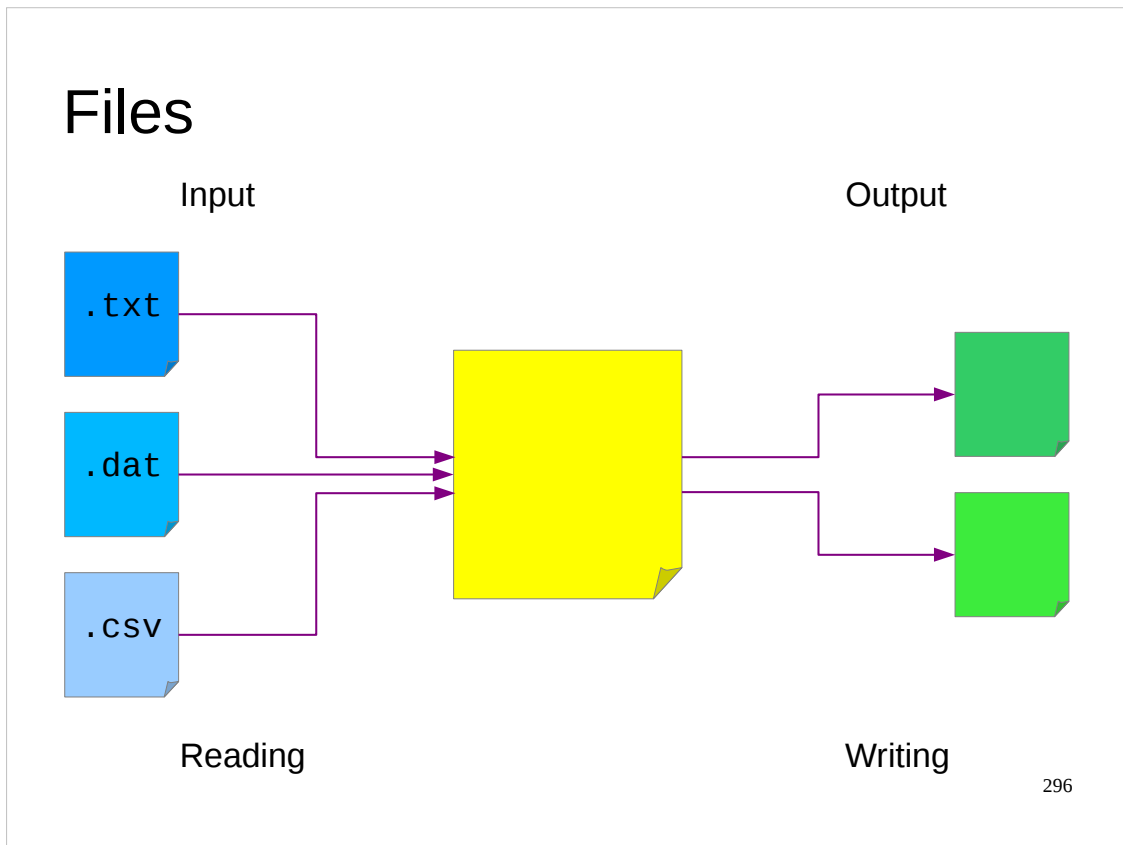 Files
Input Output
.txt
.dat
.csv
Reading Writing
296